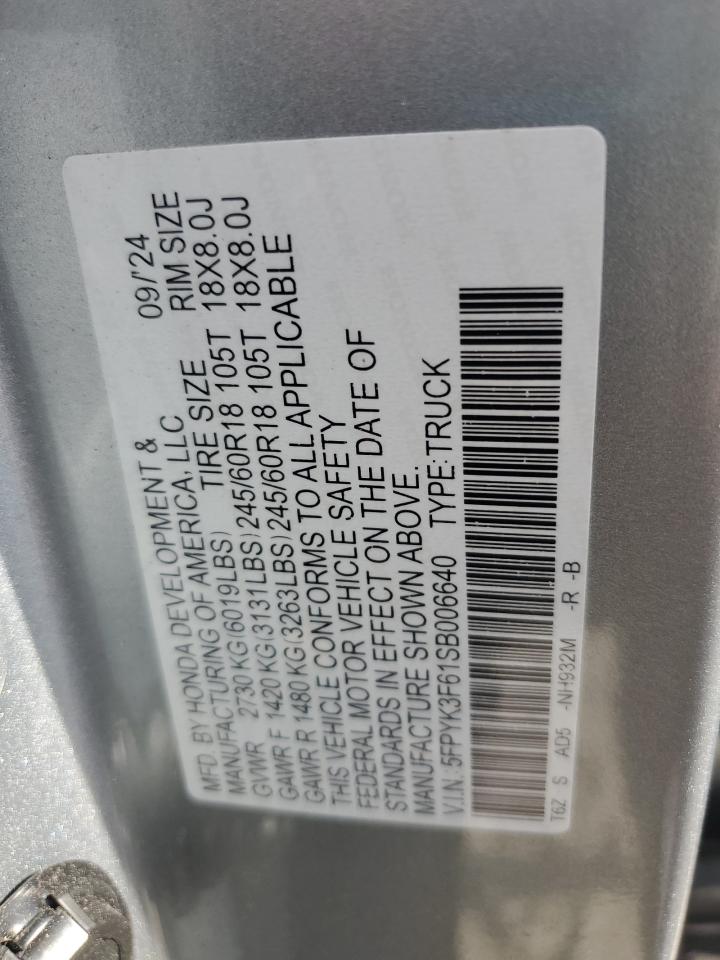 MFD. BY HONDA DEVELOPMENT & 09/'24
MANUFACTURING OF AMERICA, LLC
TIRE SIZE RIM SIZE
GVWR 2730 KG(6019LBS)
GAWR F 1420 KG(3131LBS) 245/60R18 105T 18X8.0J
GAWR R 1480 KG(3263LBS) 245/60R18 105T 18X8.0J
THIS VEHICLE CONFORMS TO ALL APPLICABLE
FEDERAL MOTOR VEHICLE SAFETY
STANDARDS IN EFFECT ON THE DATE OF
MANUFACTURE SHOWN ABOVE.
V.I.N.: 5FPYK3F61SB006640 TYPE:TRUCK
T6Z S AD5 -NH932M -R -B